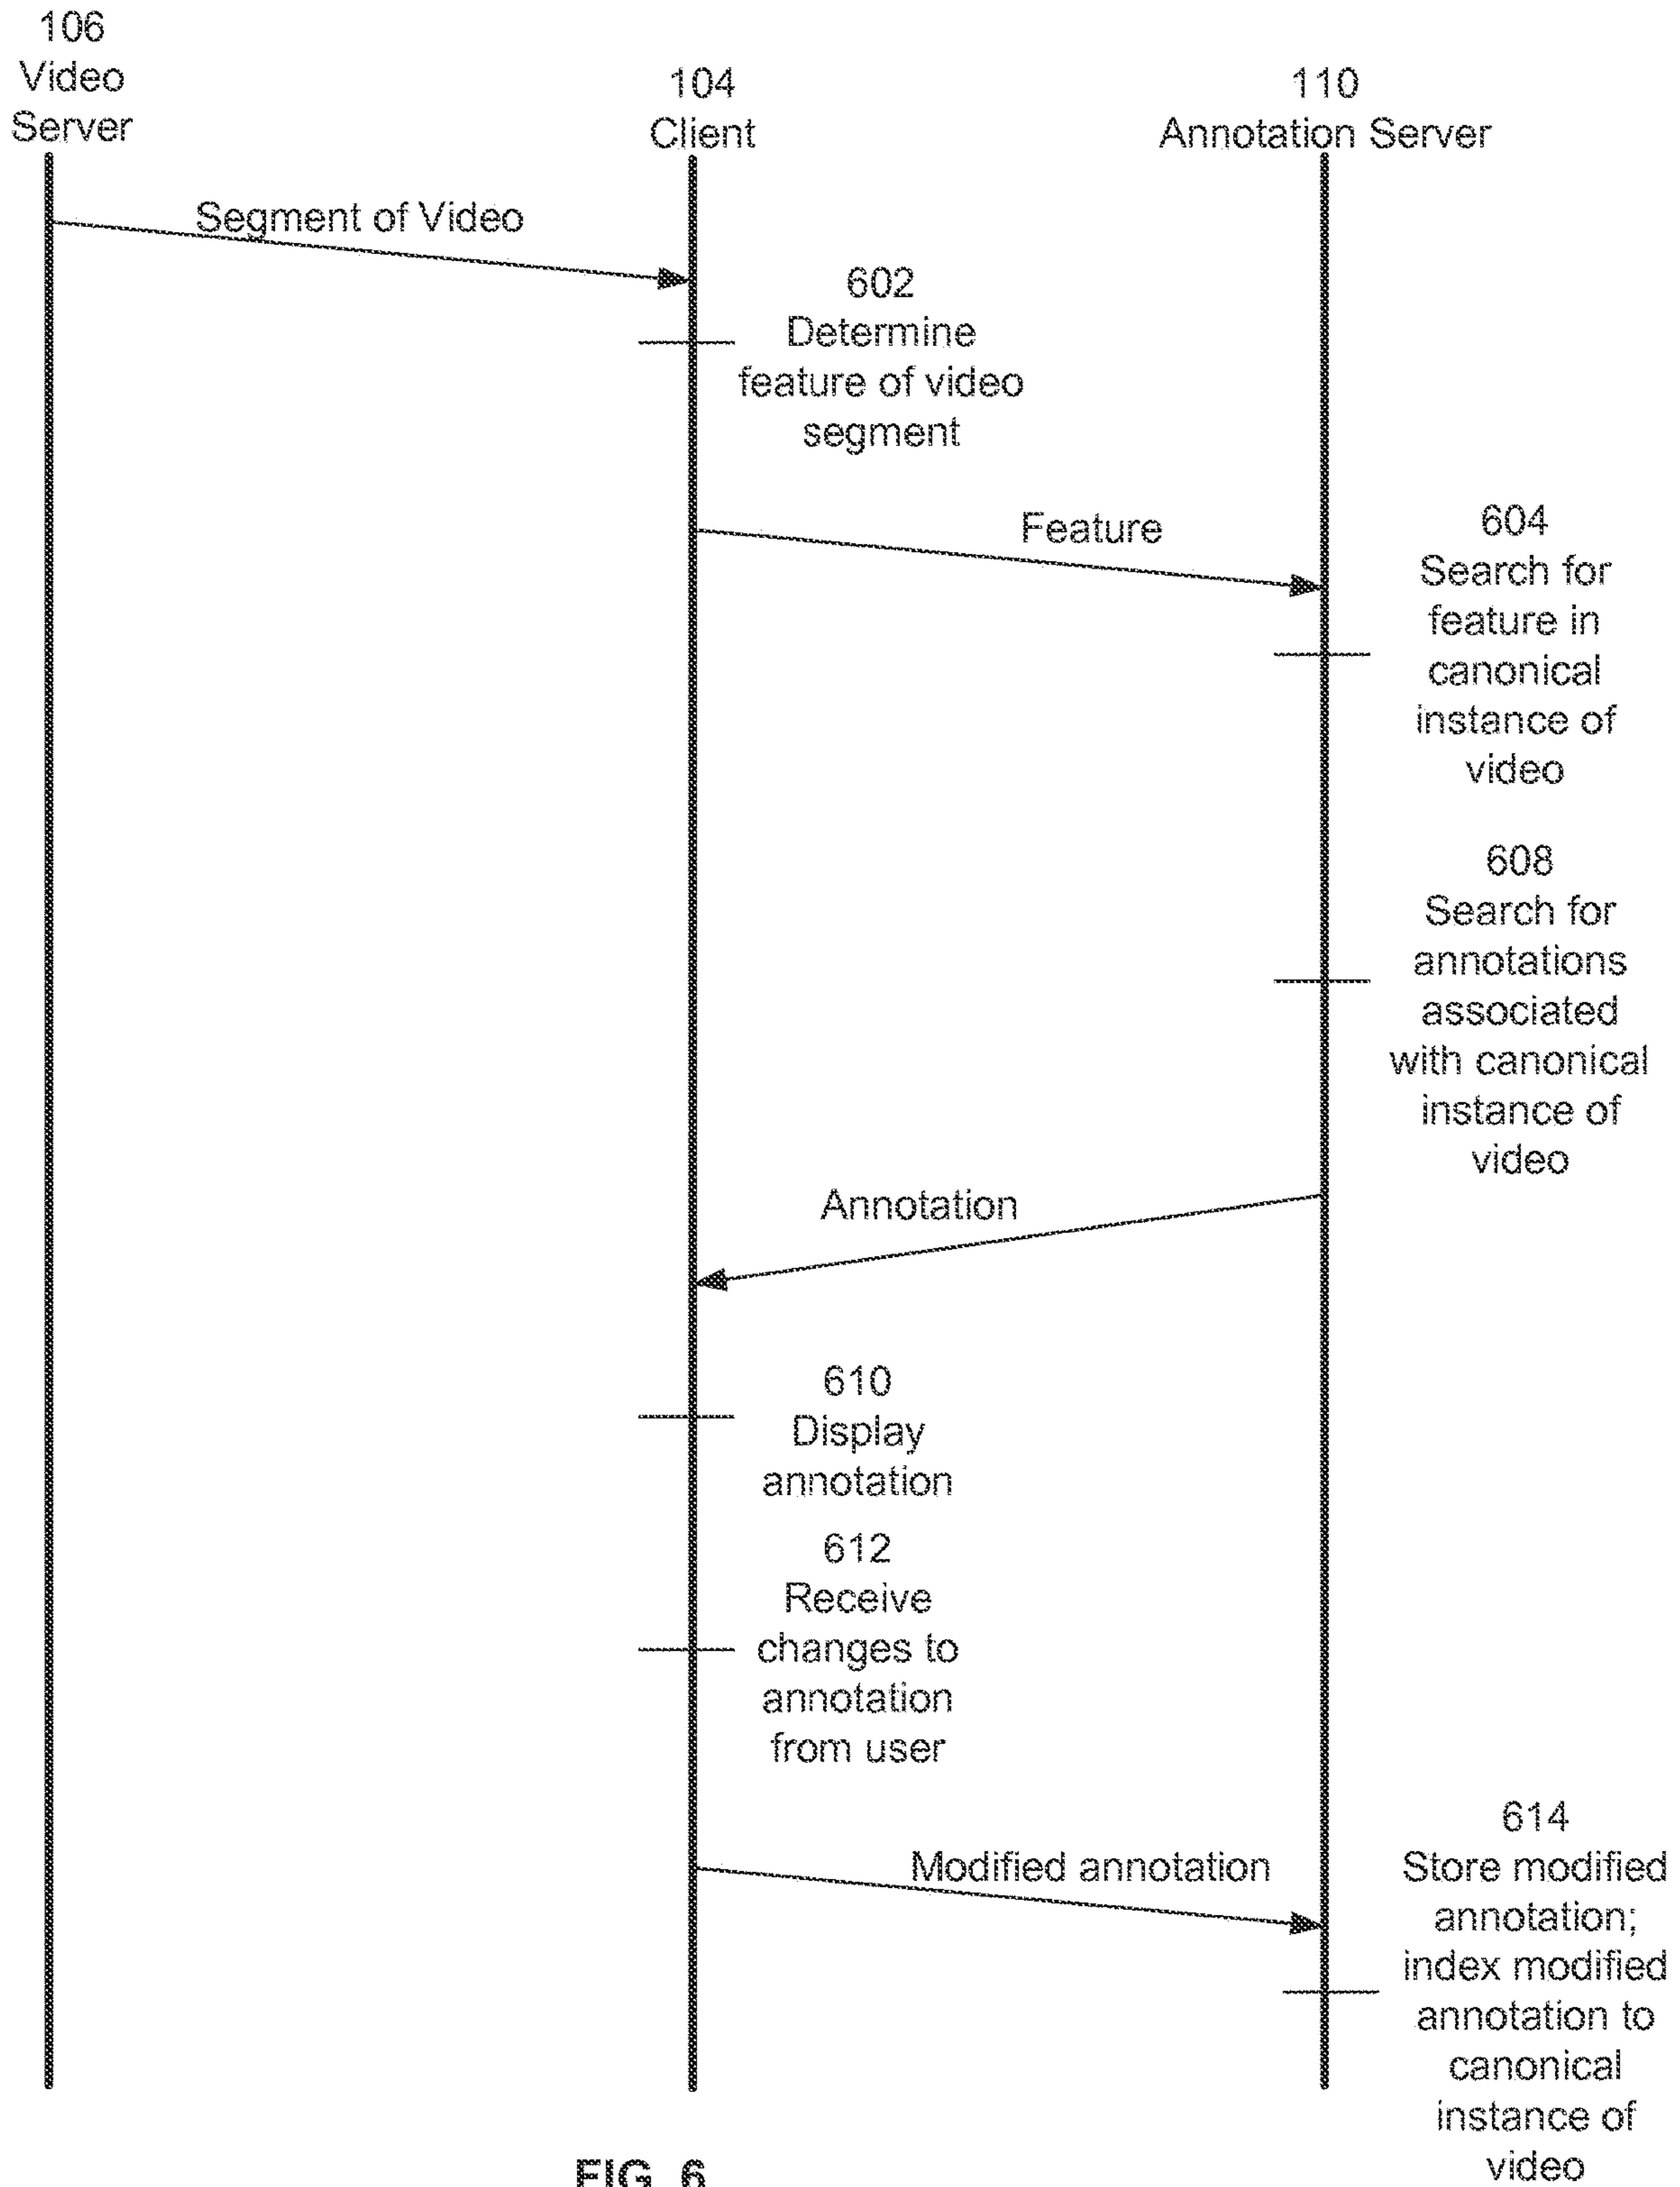 106
Video
Server
104
Client
110
Annotation Server
Segment of Video
602
Determine
feature of video
segment
Feature
604
Search for
feature in
canonical
instance of
video
608
Search for
annotations
associated
with canonical
instance of
video
Annotation
610
Display
annotation
612
Receive
changes to
annotation
from user
Modified annotation
614
Store modified
annotation;
index modified
annotation to
canonical
instance of
video
FIG. 6